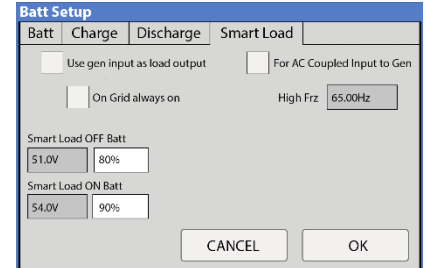 Batt Setup
Batt Charge Discharge Smart Load
Use gen input as load output For AC Coupled Input to Gen
On Grid always on High Frz 65.00Hz
Smart Load OFF Batt
51.0V 80%
Smart Load ON Batt
54.0V 90%
CANCEL OK